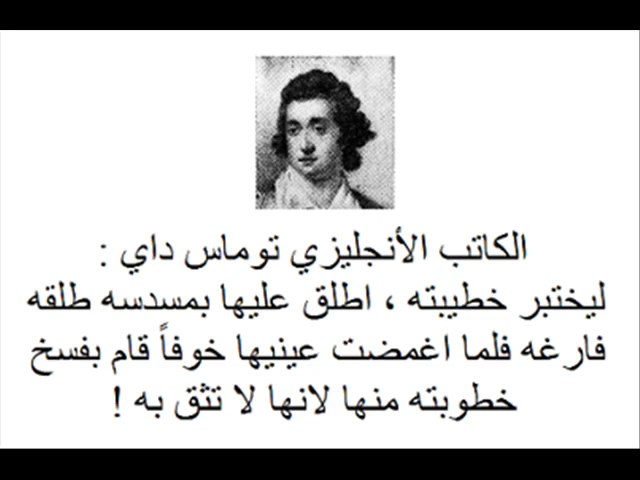 الكاتب الأنجليزي توماس داي :
ليختبر خطيبته ، اطلق عليها بمسدسه طلقه
فارغه فلما اغمضت عينيها خوفاً قام بفسخ
خطوبته منها لانها لا تثق به !